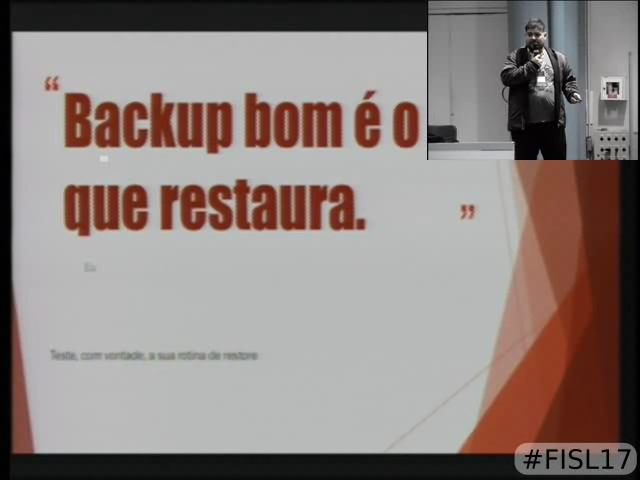 “Backup bom é o
que restaura.”
Eu
Teste, com vontade, a sua rotina de restore
#FISL17